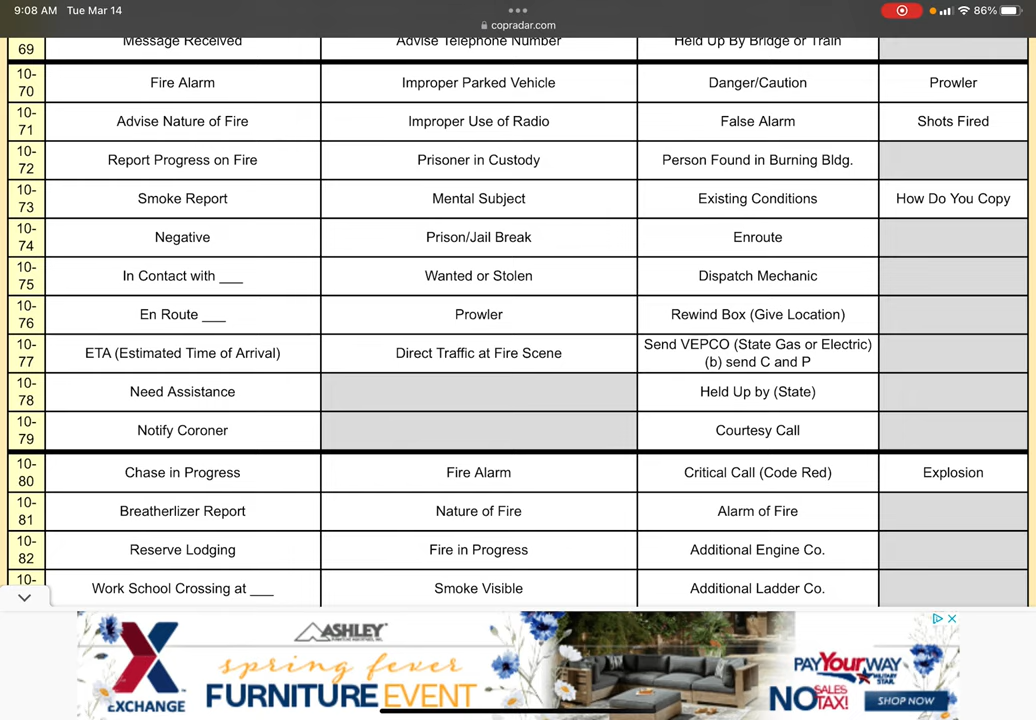 9:08 AM Tue Mar 14
86%
copradar.com
69 Message Received Advise Telephone Number Held Up By Bridge or Train
10-
70 Fire Alarm Improper Parked Vehicle Danger/Caution Prowler
10-
71 Advise Nature of Fire Improper Use of Radio False Alarm Shots Fired
10-
72 Report Progress on Fire Prisoner in Custody Person Found in Burning Bldg.
10-
73 Smoke Report Mental Subject Existing Conditions How Do You Copy
10-
74 Negative Prison/Jail Break Enroute
10-
75 In Contact with ___ Wanted or Stolen Dispatch Mechanic
10-
76 En Route ___ Prowler Rewind Box (Give Location)
10-
77 ETA (Estimated Time of Arrival) Direct Traffic at Fire Scene Send VEPCO (State Gas or Electric)
(b) send C and P
10-
78 Need Assistance Held Up by (State)
10-
79 Notify Coroner Courtesy Call
10-
80 Chase in Progress Fire Alarm Critical Call (Code Red) Explosion
10-
81 Breatherlizer Report Nature of Fire Alarm of Fire
10-
82 Reserve Lodging Fire in Progress Additional Engine Co.
10-
Work School Crossing at ___ Smoke Visible Additional Ladder Co.
X
EXCHANGE
ASHLEY
spring fever
FURNITURE EVENT
PAY YOUR WAY
MILITARY STAR
NO SALES TAX!
SHOP NOW